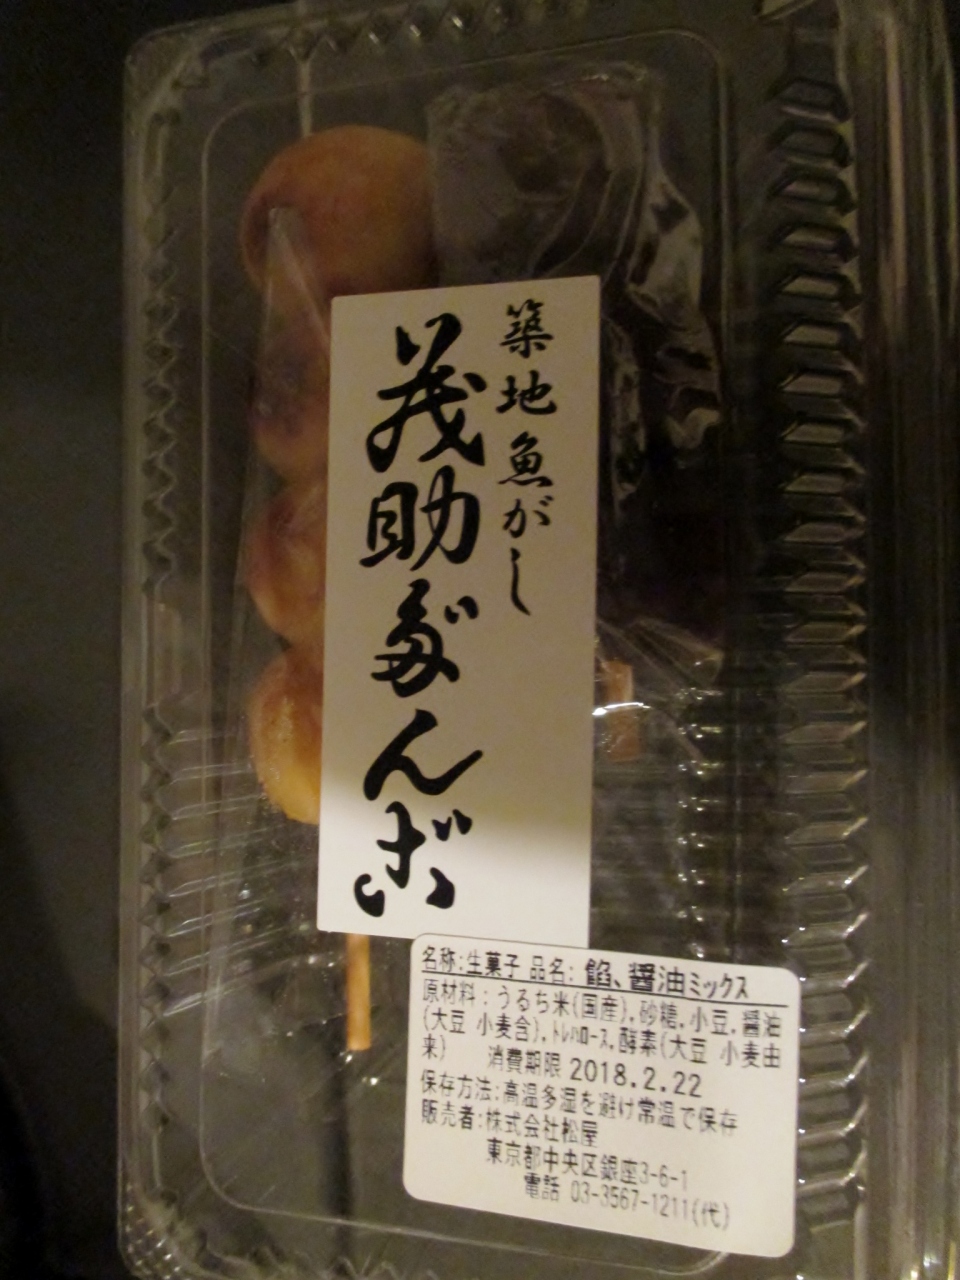 築地魚がし
茂助だんご
名称:生菓子 品名: 餡、醤油ミックス
原材料:うるち米(国産),砂糖,小豆,醤油
(大豆 小麦含),トレハロース,酵素(大豆 小麦由
来) 消費期限 2018.2.22
保存方法:高温多湿を避け常温で保存
販売者:株式会社松屋
東京都中央区銀座3-6-1
電話 03-3567-1211(代)